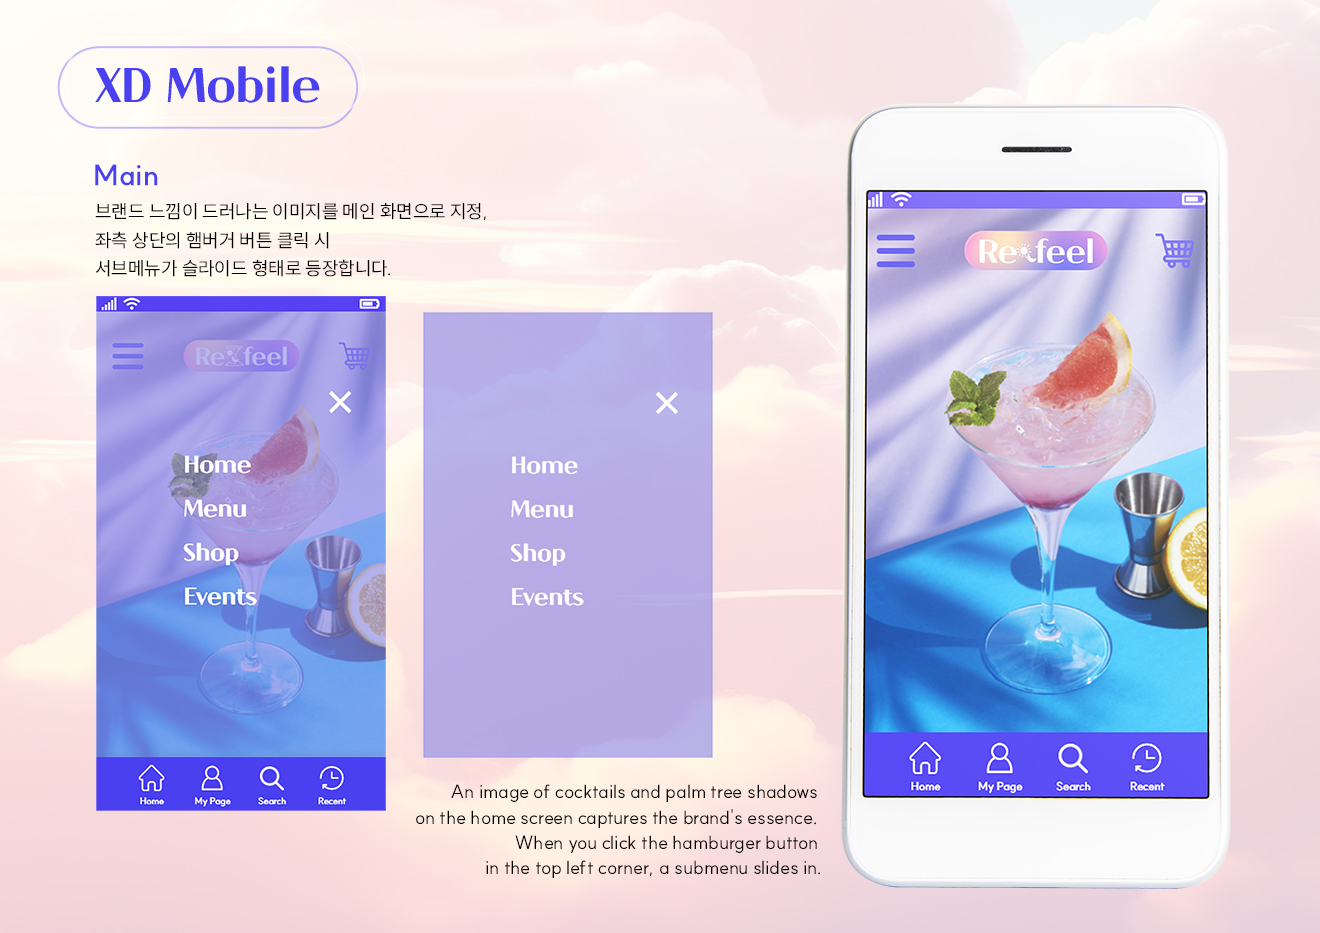 XD Mobile
Main
브랜드 느낌이 드러나는 이미지를 메인 화면으로 지정,
좌측 상단의 햄버거 버튼 클릭 시
서브메뉴가 슬라이드 형태로 등장합니다.
Re feel
Home
Menu
Shop
Events
Home My Page Search Recent
Home
Menu
Shop
Events
An image of cocktails and palm tree shadows
on the home screen captures the brand's essence.
When you click the hamburger button
in the top left corner, a submenu slides in.
Re feel
Home My Page Search Recent